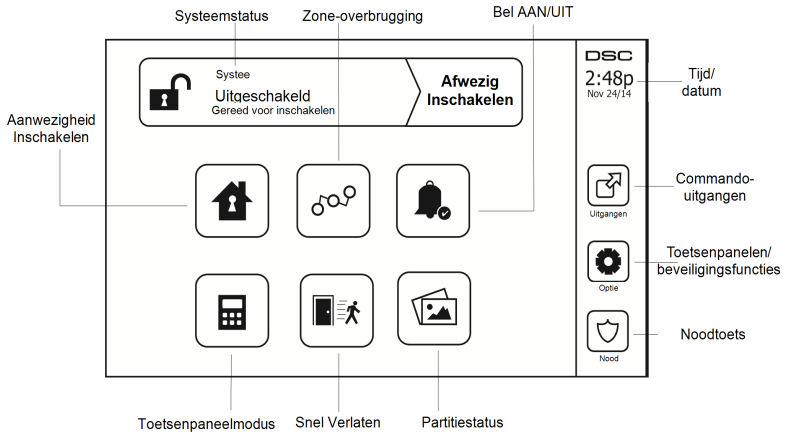 Systeemstatus
Zone-overbrugging
Bel AAN/UIT
Systee
Uitgeschakeld
Gereed voor inschakelen
Afwezig
Inschakelen
DSC
2:48p
Nov 24/14
Tijd/
datum
Aanwezigheid
Inschakelen
Uitgangen
Commando-
uitgangen
Optie
Toetsenpanelen/
beveiligingsfuncties
Nood
Noodtoets
Toetsenpaneelmodus
Snel Verlaten
Partitiestatus